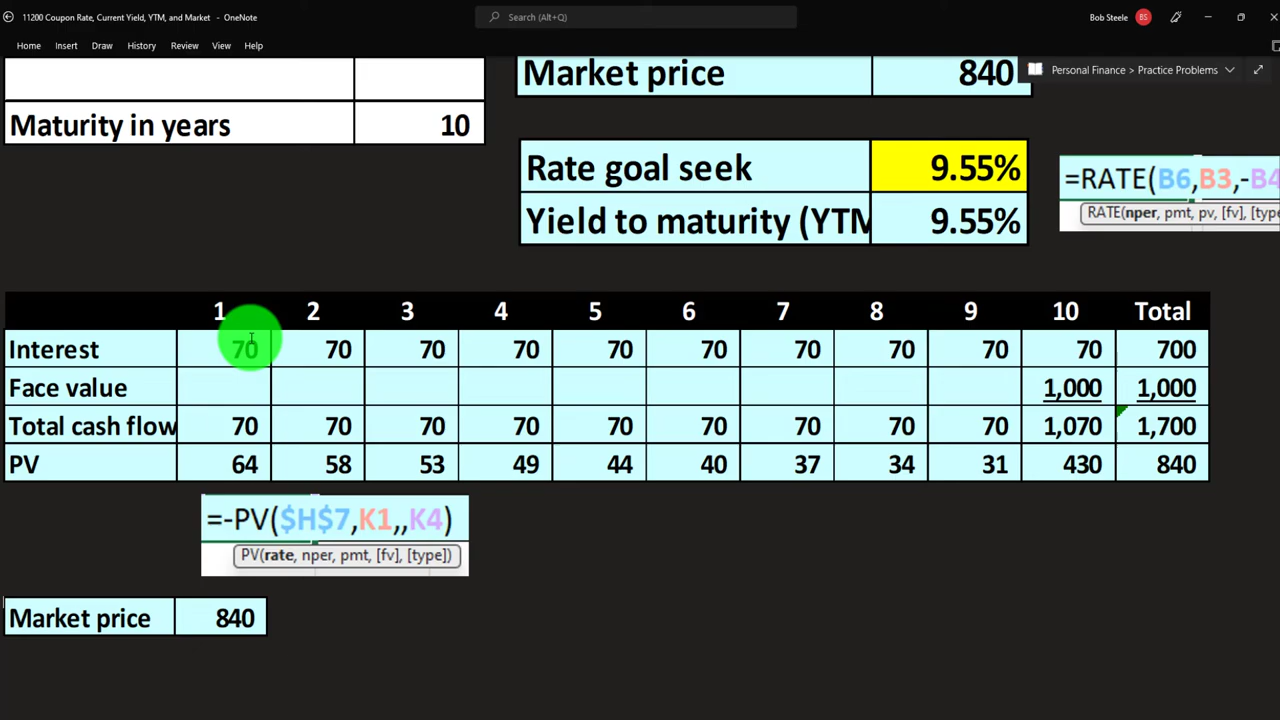 11200 Coupon Rate, Current Yield, YTM, and Market - OneNote
Search (Alt+Q)
Bob Steele BS
Home Insert Draw History Review View Help
Market price 840
Personal Finance > Practice Problems
Maturity in years 10
Rate goal seek 9.55%
=RATE(B6,B3,-B4
Yield to maturity (YTM 9.55%
RATE(nper, pmt, pv, [fv], [type
1 2 3 4 5 6 7 8 9 10 Total
Interest 70 70 70 70 70 70 70 70 70 70 700
Face value 1,000 1,000
Total cash flow 70 70 70 70 70 70 70 70 70 1,070 1,700
PV 64 58 53 49 44 40 37 34 31 430 840
=-PV($H$7,K1,,K4)
PV(rate, nper, pmt, [fv], [type])
Market price 840